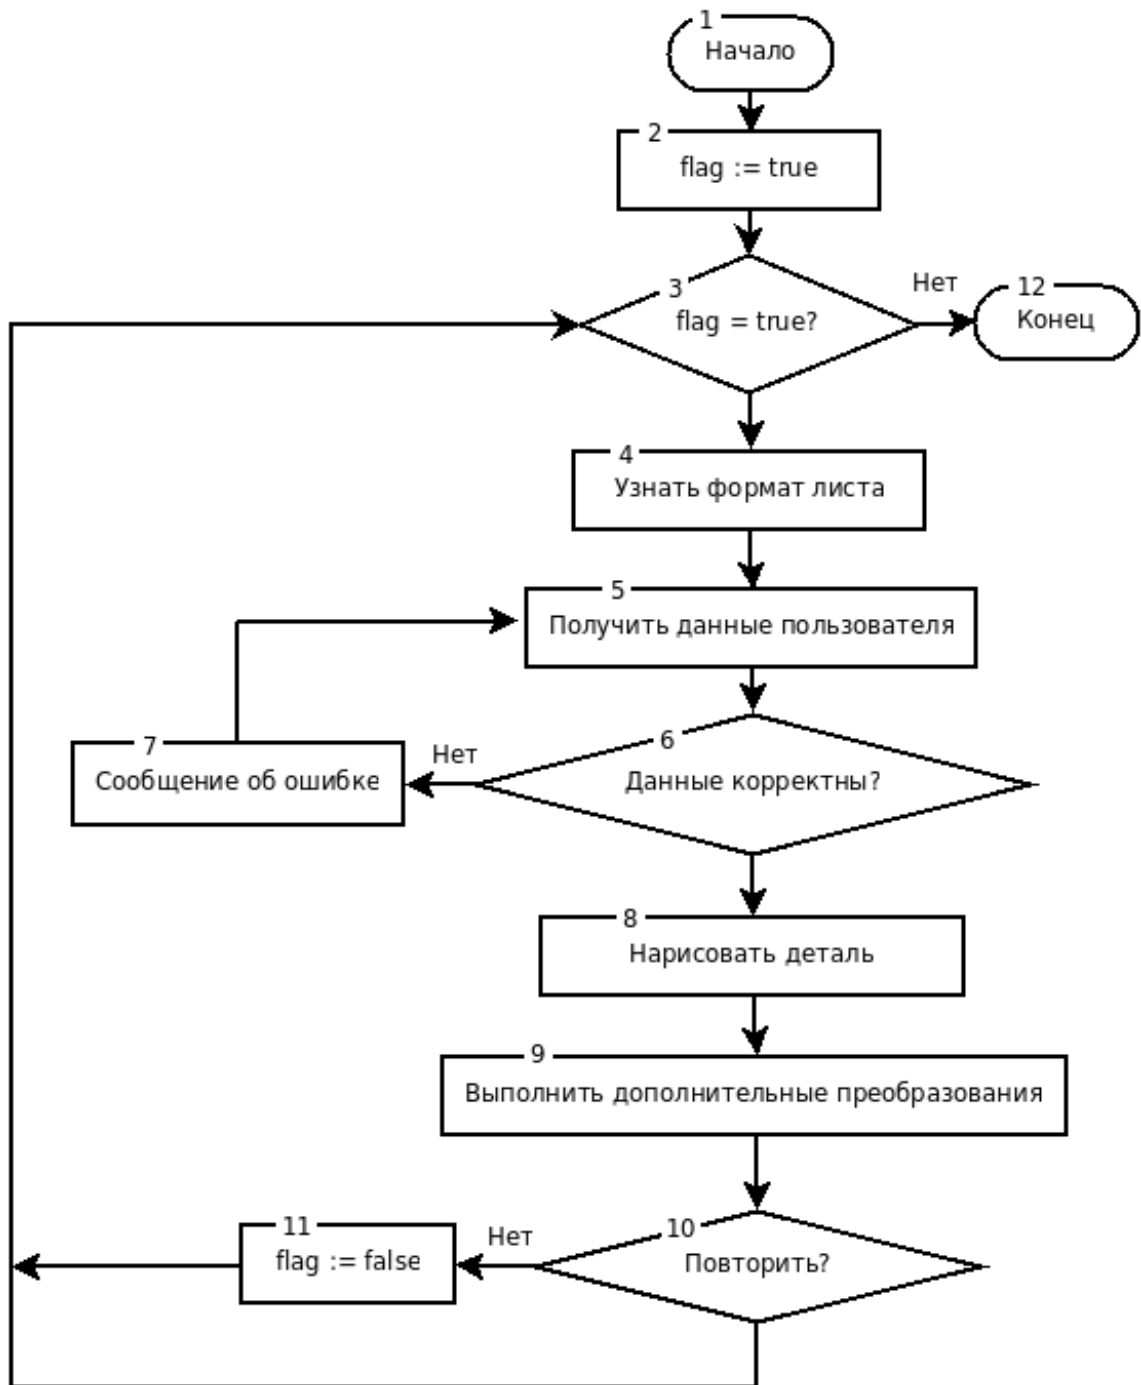 1
Начало
2
flag := true
3
flag = true?
Нет
12
Конец
4
Узнать формат листа
5
Получить данные пользователя
6
Данные корректны?
Нет
7
Сообщение об ошибке
8
Нарисовать деталь
9
Выполнить дополнительные преобразования
10
Повторить?
Нет
11
flag := false